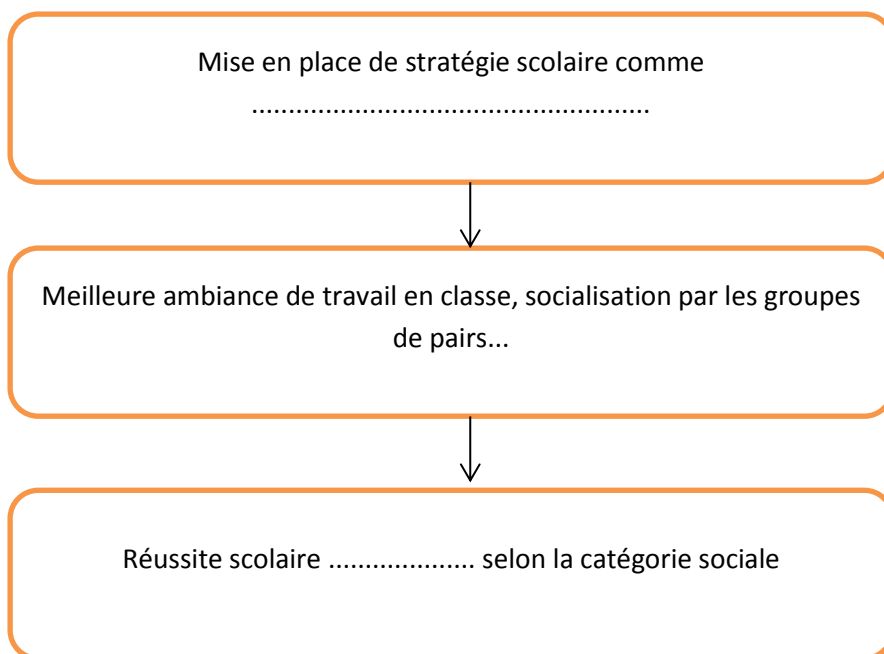 Mise en place de stratégie scolaire comme
......................................................
Meilleure ambiance de travail en classe, socialisation par les groupes
de pairs...
Réussite scolaire .................... selon la catégorie sociale